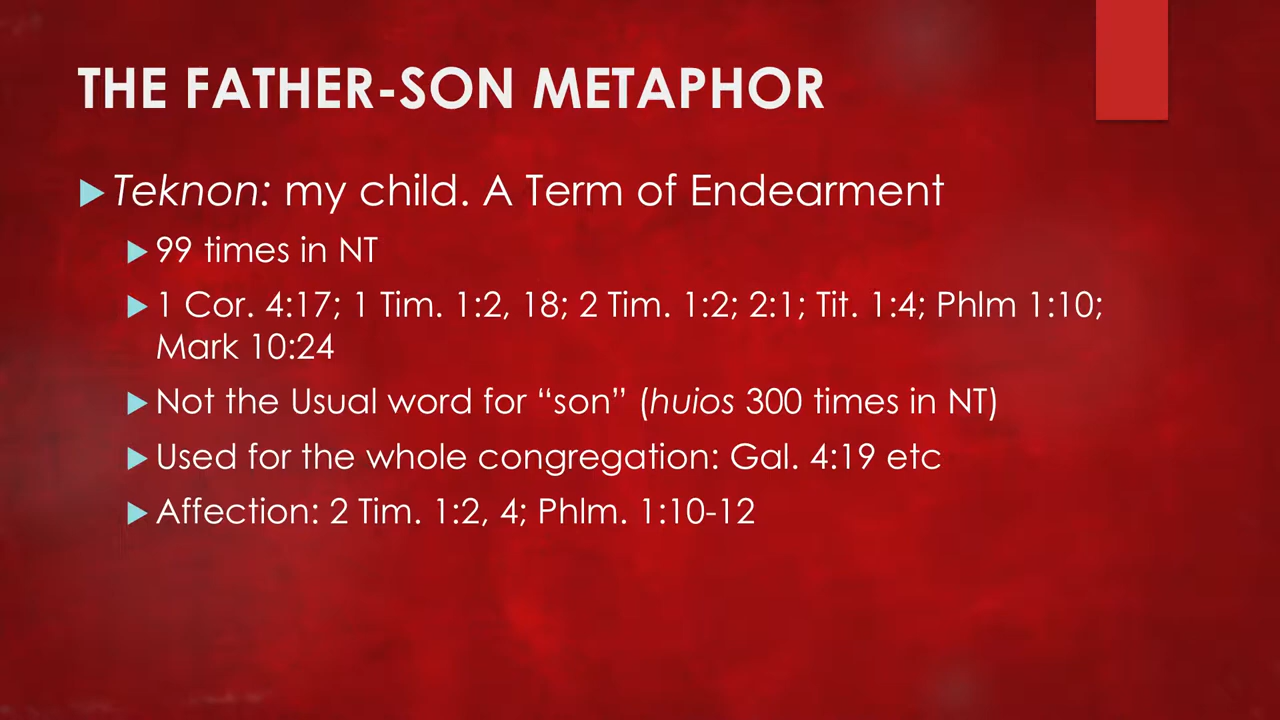 THE FATHER-SON METAPHOR
Teknon: my child. A Term of Endearment
99 times in NT
1 Cor. 4:17; 1 Tim. 1:2, 18; 2 Tim. 1:2; 2:1; Tit. 1:4; Phlm 1:10;
Mark 10:24
Not the Usual word for “son” (huios 300 times in NT)
Used for the whole congregation: Gal. 4:19 etc
Affection: 2 Tim. 1:2, 4; Phlm. 1:10-12